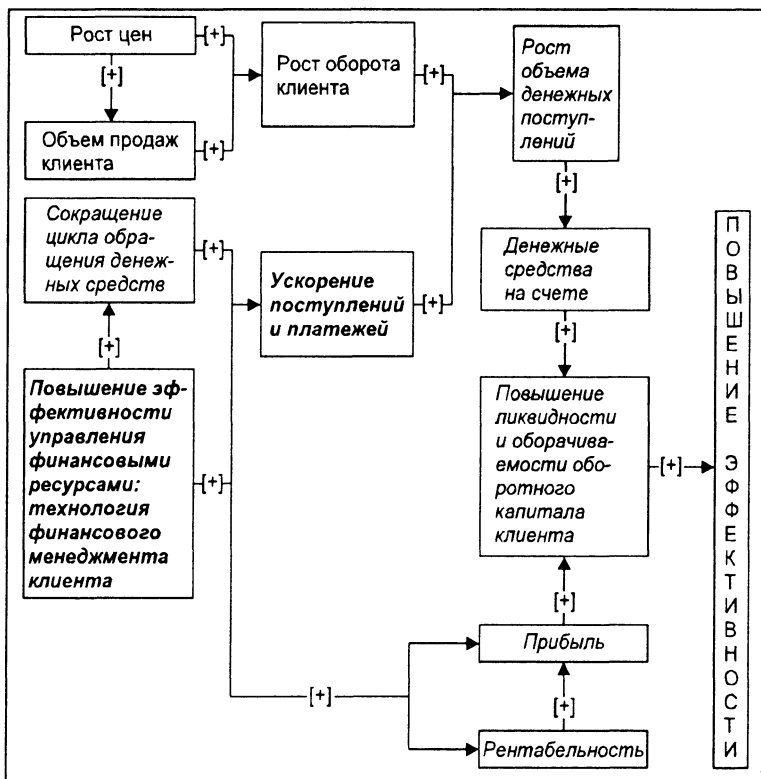 Рост цен
[+]
[+]
Объем продаж
клиента
[+]
Рост оборота
клиента
[+]
Рост
объема
денежных
поступ-
лений
[+]
Сокращение
цикла обра-
щения денеж-
ных средств
[+]
[+]
Ускорение
поступлений
и платежей
[+]
Денежные
средства
на счете
[+]
Повышение эф-
фективности
управления
финансовыми
ресурсами:
технология
финансового
менеджмента
клиента
[+]
Повышение
ликвидности
и оборачива-
емости обо-
ротного
капитала
клиента
[+]
[+]
Прибыль
[+]
[+]
Рентабельность
ПОВЫШЕНИЕ ЭФФЕКТИВНОСТИ